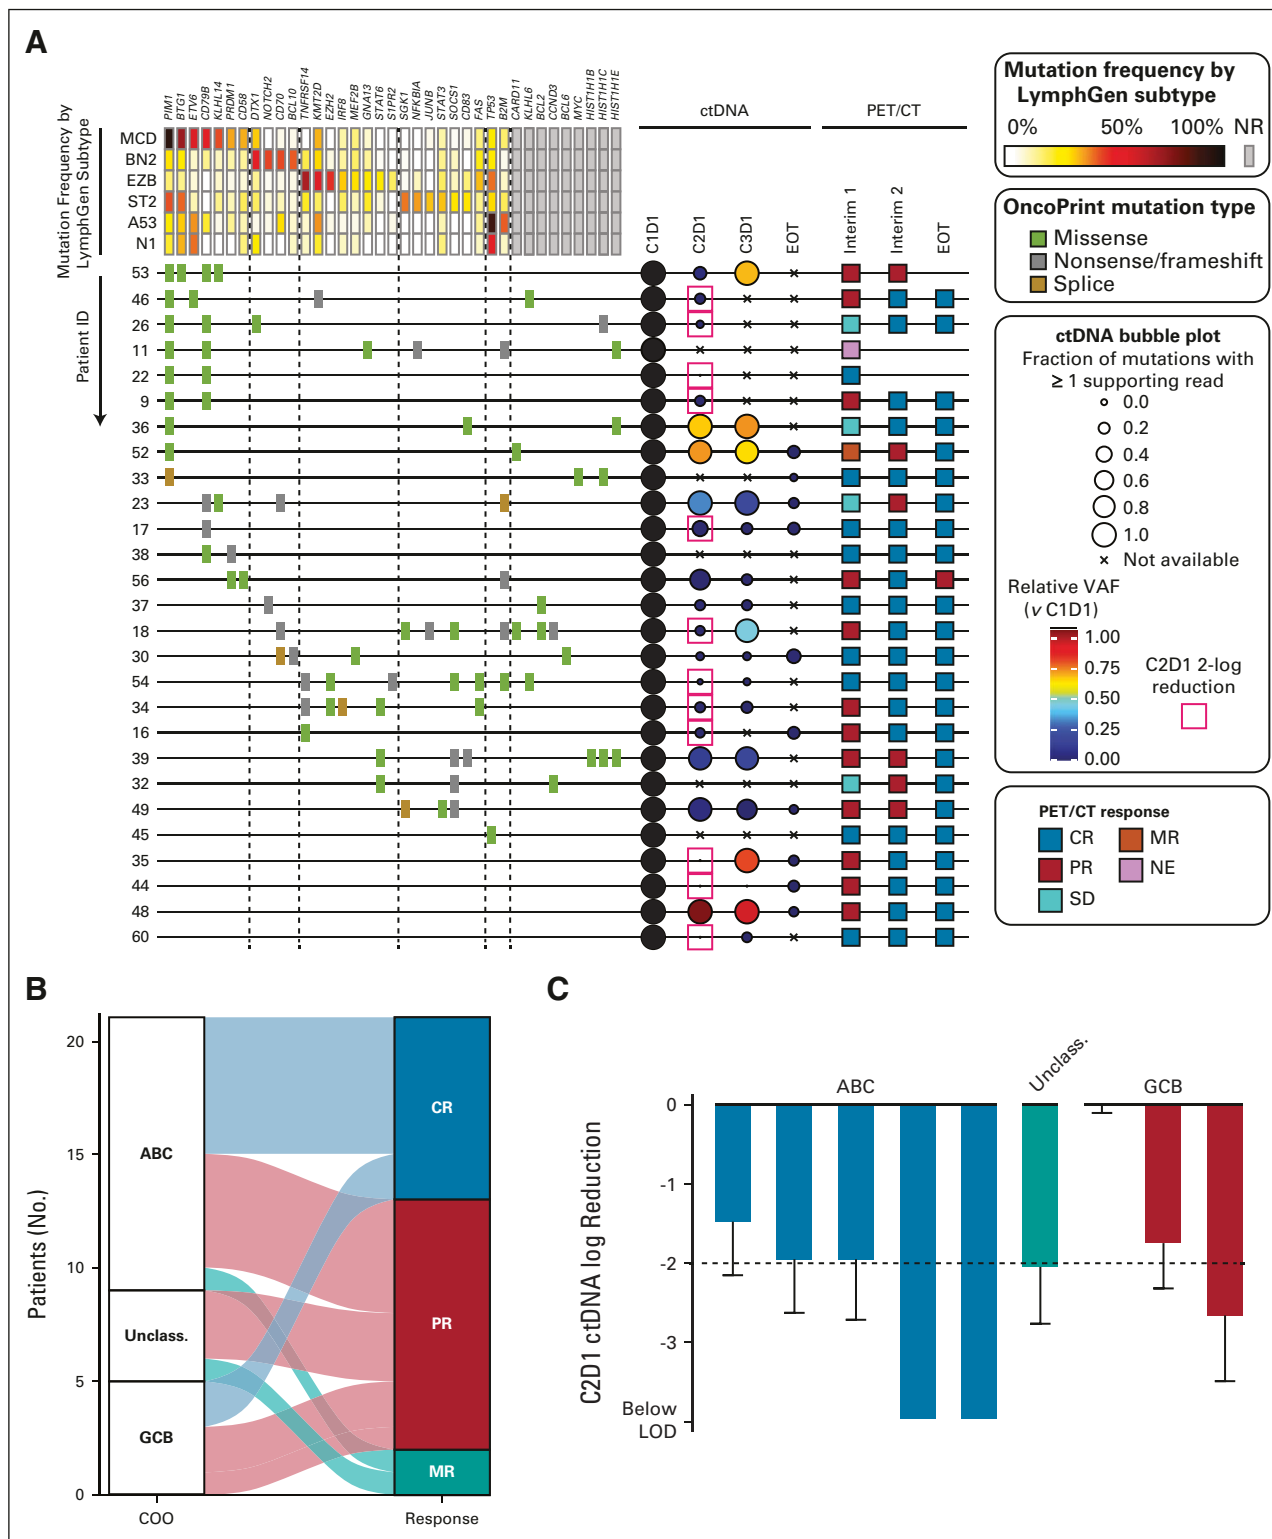 A
Mutation Frequency by
LymphGen Subtype
PIM1
BTG1
ETV6
CD79B
KLHL14
PRDM1
CD58
DTX1
NOTCH2
CD70
BCL10
TNFRSF14
KMT2D
EZH2
IRF8
MEF2B
GNA13
STAT6
S1PR2
SGK1
NFKBIA
JUNB
STAT3
SOCS1
CD83
FAS
TP53
B2M
CARD11
KLHL6
BCL2
CCND3
BCL6
MYC
HIST1H1B
HIST1H1C
HIST1H1E
MCD
BN2
EZB
ST2
A53
N1
ctDNA
PET/CT
C1D1
C2D1
C3D1
EOT
Interim 1
Interim 2
EOT
Patient ID
53
46
26
11
22
9
36
52
33
23
17
38
56
37
18
30
54
34
16
39
32
49
45
35
44
48
60
Mutation frequency by
LymphGen subtype
0% 50% 100% NR
OncoPrint mutation type
Missense
Nonsense/frameshift
Splice
ctDNA bubble plot
Fraction of mutations with
≥ 1 supporting read
0.0
0.2
0.4
0.6
0.8
1.0
× Not available
Relative VAF
(v C1D1)
1.00
0.75
0.50
0.25
0.00
C2D1 2-log
reduction
PET/CT response
CR MR
PR NE
SD
B
Patients (No.)
20
15
10
5
0
ABC
Unclass.
GCB
CR
PR
MR
COO
Response
C
C2D1 ctDNA log Reduction
ABC
Unclass.
GCB
0
-1
-2
-3
Below
LOD